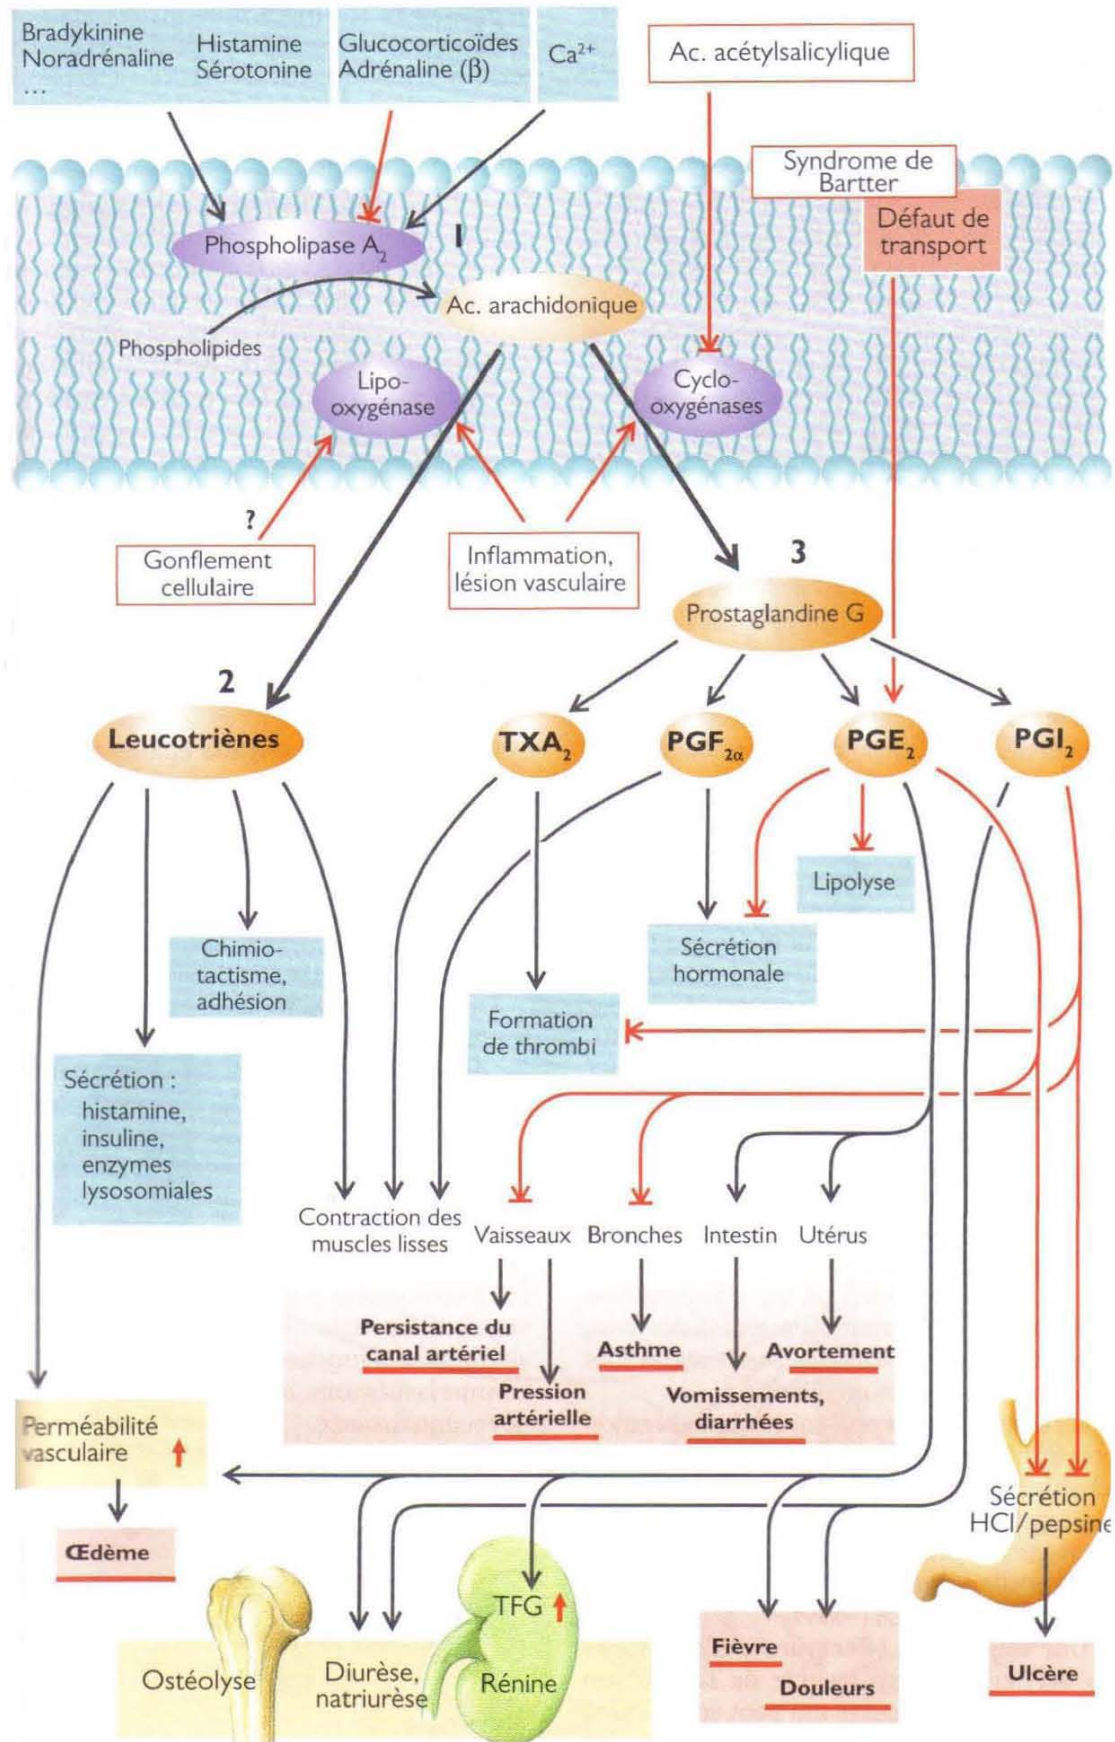 Bradykinine
Noradrénaline
...
Histamine
Sérotonine
Glucocorticoïdes
Adrénaline (β)
Ca²⁺
Ac. acétylsalicylique
Syndrome de
Bartter
Défaut de
transport
Phospholipase A₂
1
Ac. arachidonique
Phospholipides
Lipo-
oxygénase
Cyclo-
oxygénases
?
Gonflement
cellulaire
Inflammation,
lésion vasculaire
3
Prostaglandine G
2
Leucotriènes
TXA₂
PGF₂α
PGE₂
PGI₂
Lipolyse
Chimio-
tactisme,
adhésion
Sécrétion
hormonale
Formation
de thrombi
Sécrétion :
histamine,
insuline,
enzymes
lysosomiales
Contraction des
muscles lisses
Vaisseaux
Bronches
Intestin
Utérus
Persistance du
canal artériel
Asthme
Avortement
Pression
artérielle
Vomissements,
diarrhées
Perméabilité
vasculaire
Œdème
Sécrétion
HCl/pepsine
TFG
Ostéolyse
Diurèse,
natriurèse
Rénine
Fièvre
Douleurs
Ulcère